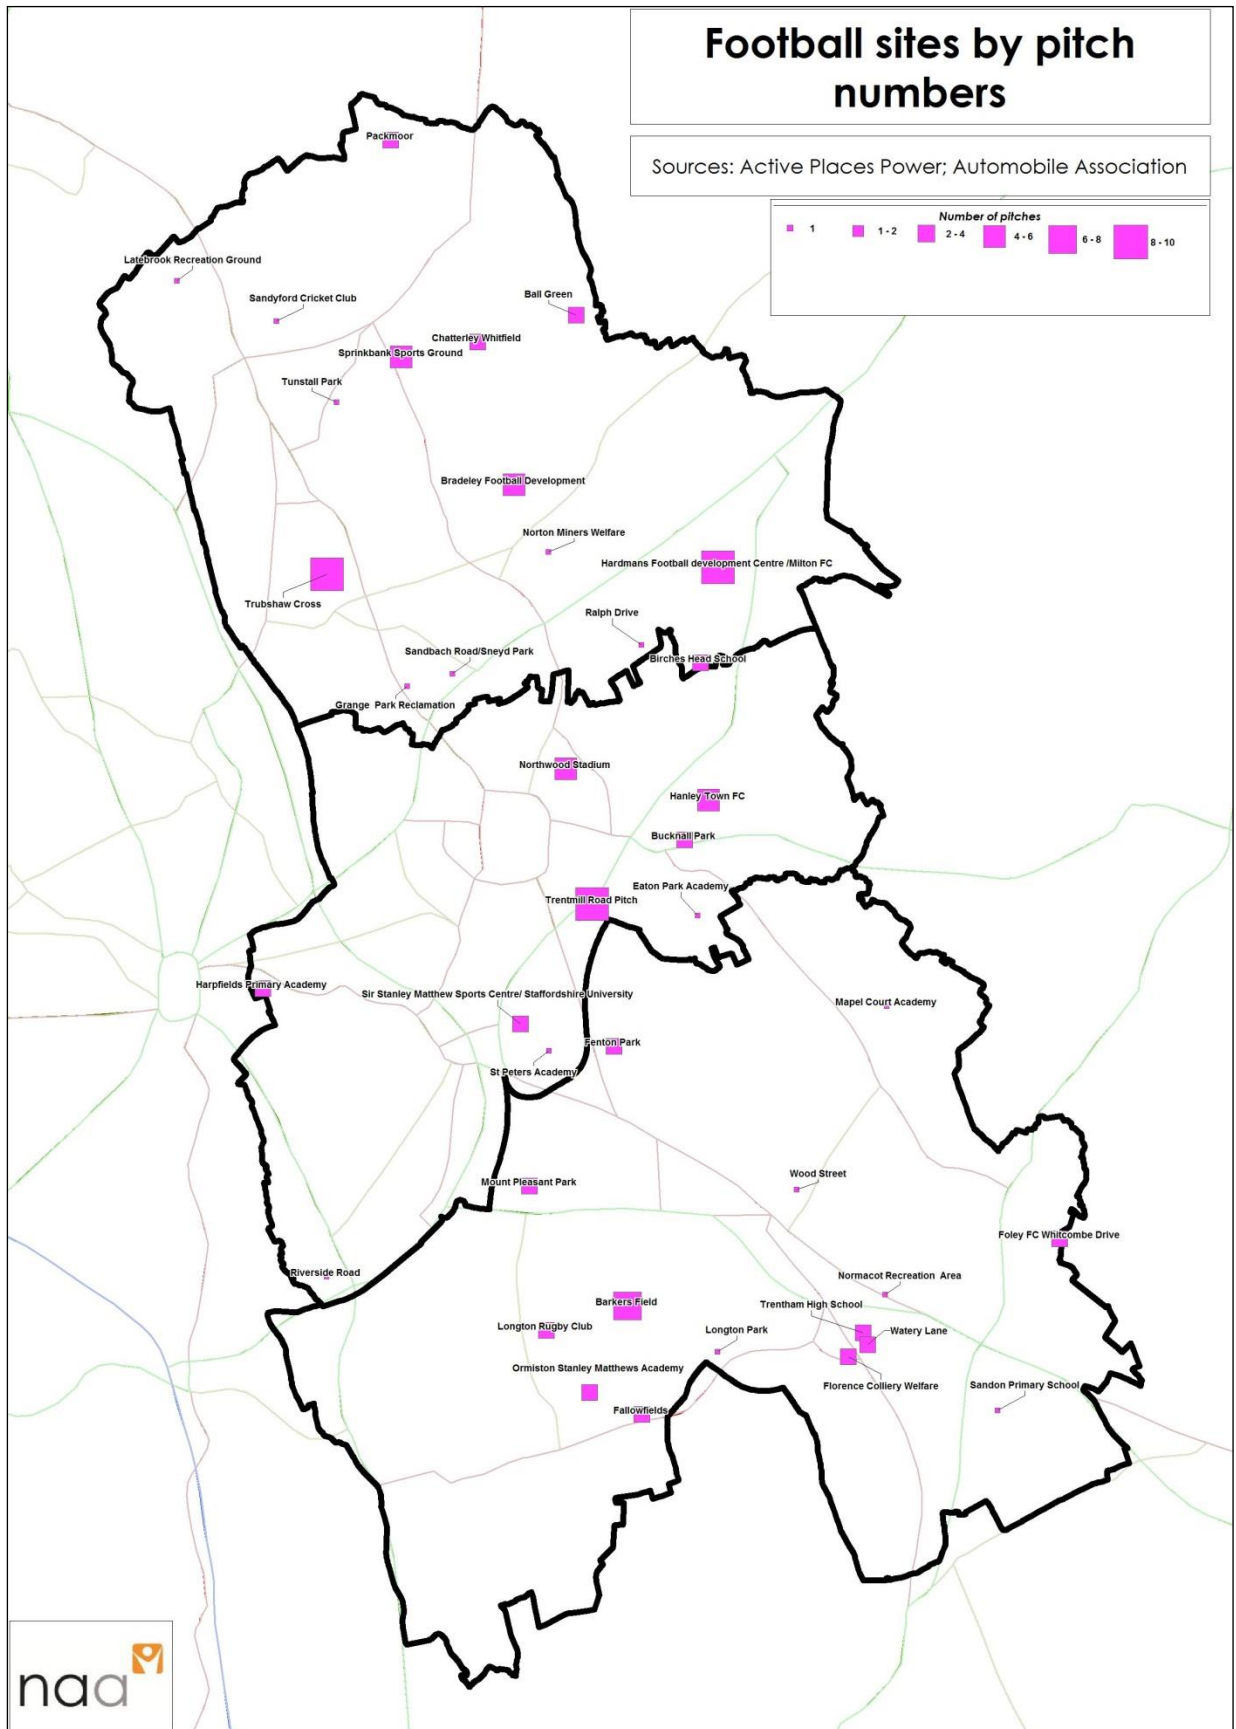 Football sites by pitch
numbers
Sources: Active Places Power; Automobile Association
Number of pitches
1
1 - 2
2 - 4
4 - 6
6 - 8
8 - 10
Packmoor
Latebrook Recreation Ground
Sandyford Cricket Club
Ball Green
Chatterley Whitfield
Sprinkbank Sports Ground
Tunstall Park
Bradeley Football Development
Norton Miners Welfare
Hardmans Football development Centre /Milton FC
Trubshaw Cross
Ralph Drive
Sandbach Road/Sneyd Park
Birches Head School
Grange Park Reclamation
Northwood Stadium
Hanley Town FC
Bucknall Park
Eaton Park Academy
Trentmill Road Pitch
Harpfields Primary Academy
Sir Stanley Matthew Sports Centre/ Staffordshire University
Mapel Court Academy
Fenton Park
St Peters Academy
Wood Street
Mount Pleasant Park
Foley FC Whitcombe Drive
Riverside Road
Normacot Recreation Area
Barkers Field
Trentham High School
Longton Rugby Club
Longton Park
Watery Lane
Ormiston Stanley Matthews Academy
Florence Colliery Welfare
Sandon Primary School
Fallowfields
naa